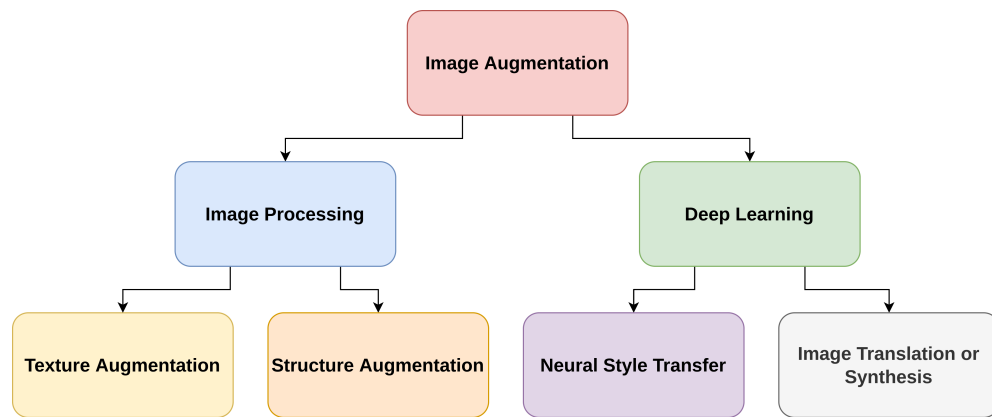 Image Augmentation
Image Processing
Deep Learning
Texture Augmentation
Structure Augmentation
Neural Style Transfer
Image Translation or
Synthesis